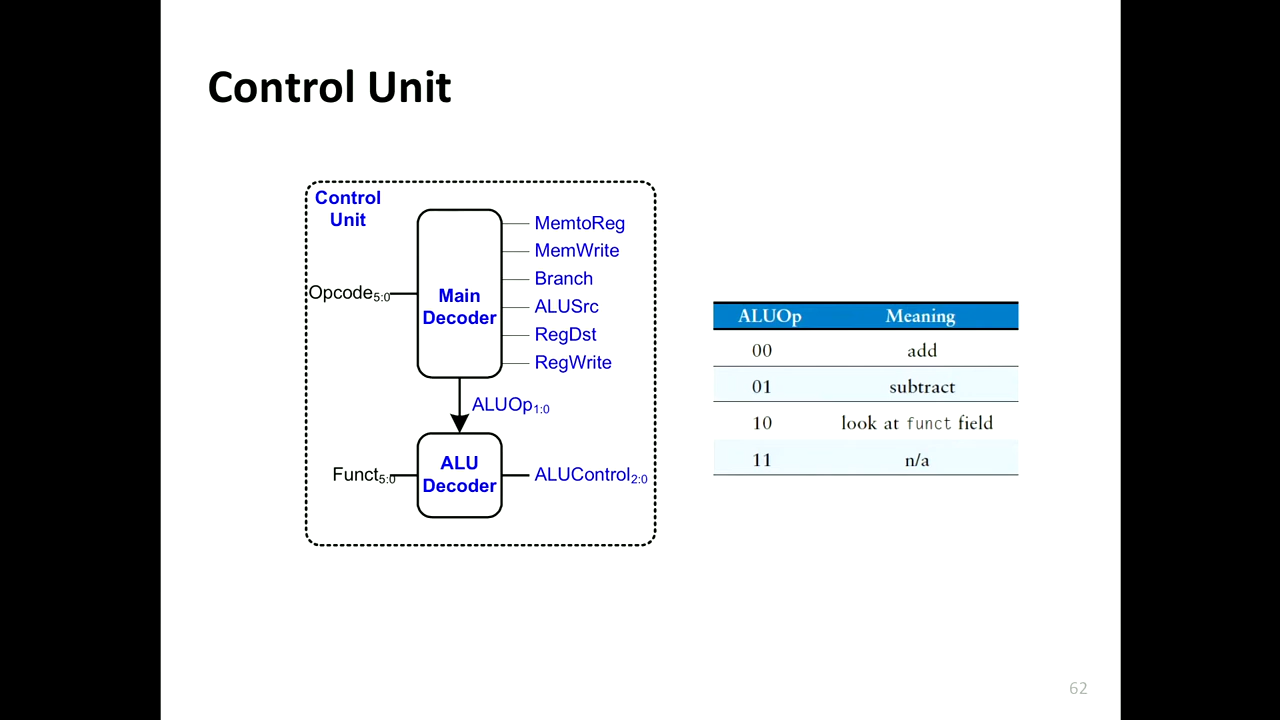 Control Unit
Control
Unit
MemtoReg
MemWrite
Branch
ALUSrc
RegDst
RegWrite
Opcode5:0
Main
Decoder
ALUOp1:0
Funct5:0
ALU
Decoder
ALUControl2:0
ALUOp Meaning
00 add
01 subtract
10 look at funct field
11 n/a
62